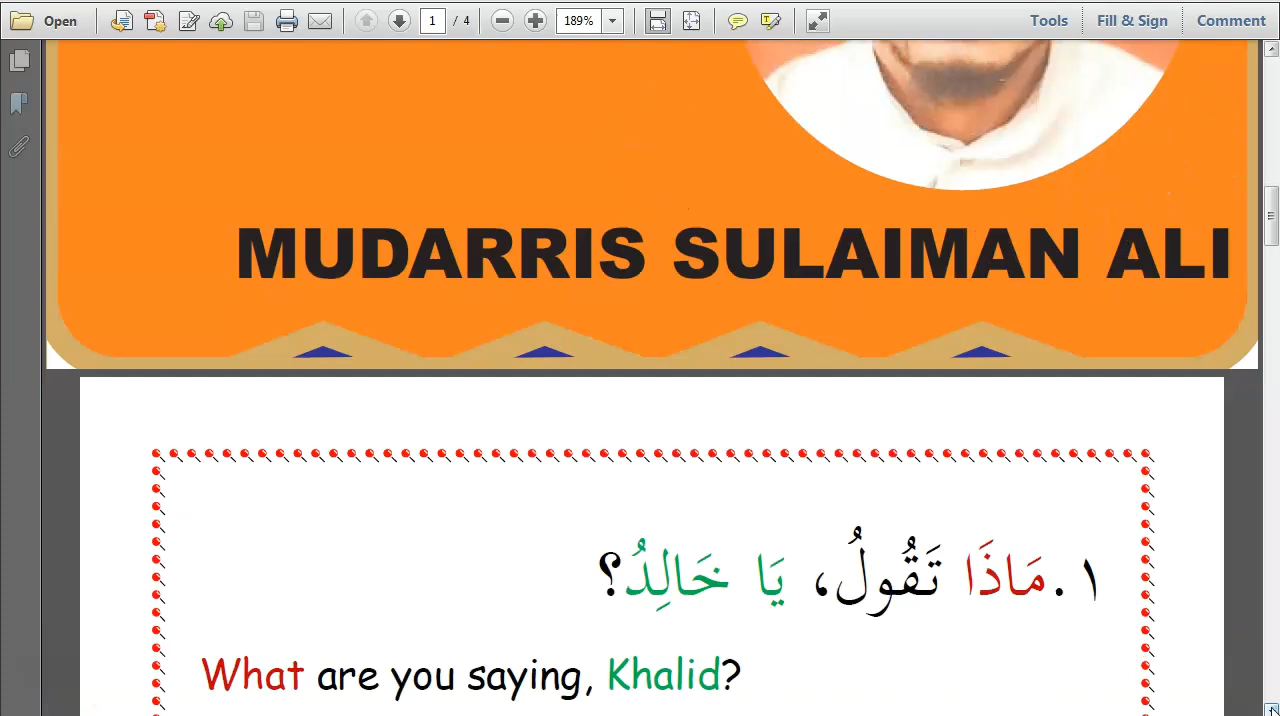 Open 1 / 4 189% Tools Fill & Sign Comment
MUDARRIS SULAIMAN ALI
١. مَاذَا تَقُولُ، يَا خَالِدُ؟
What are you saying, Khalid?